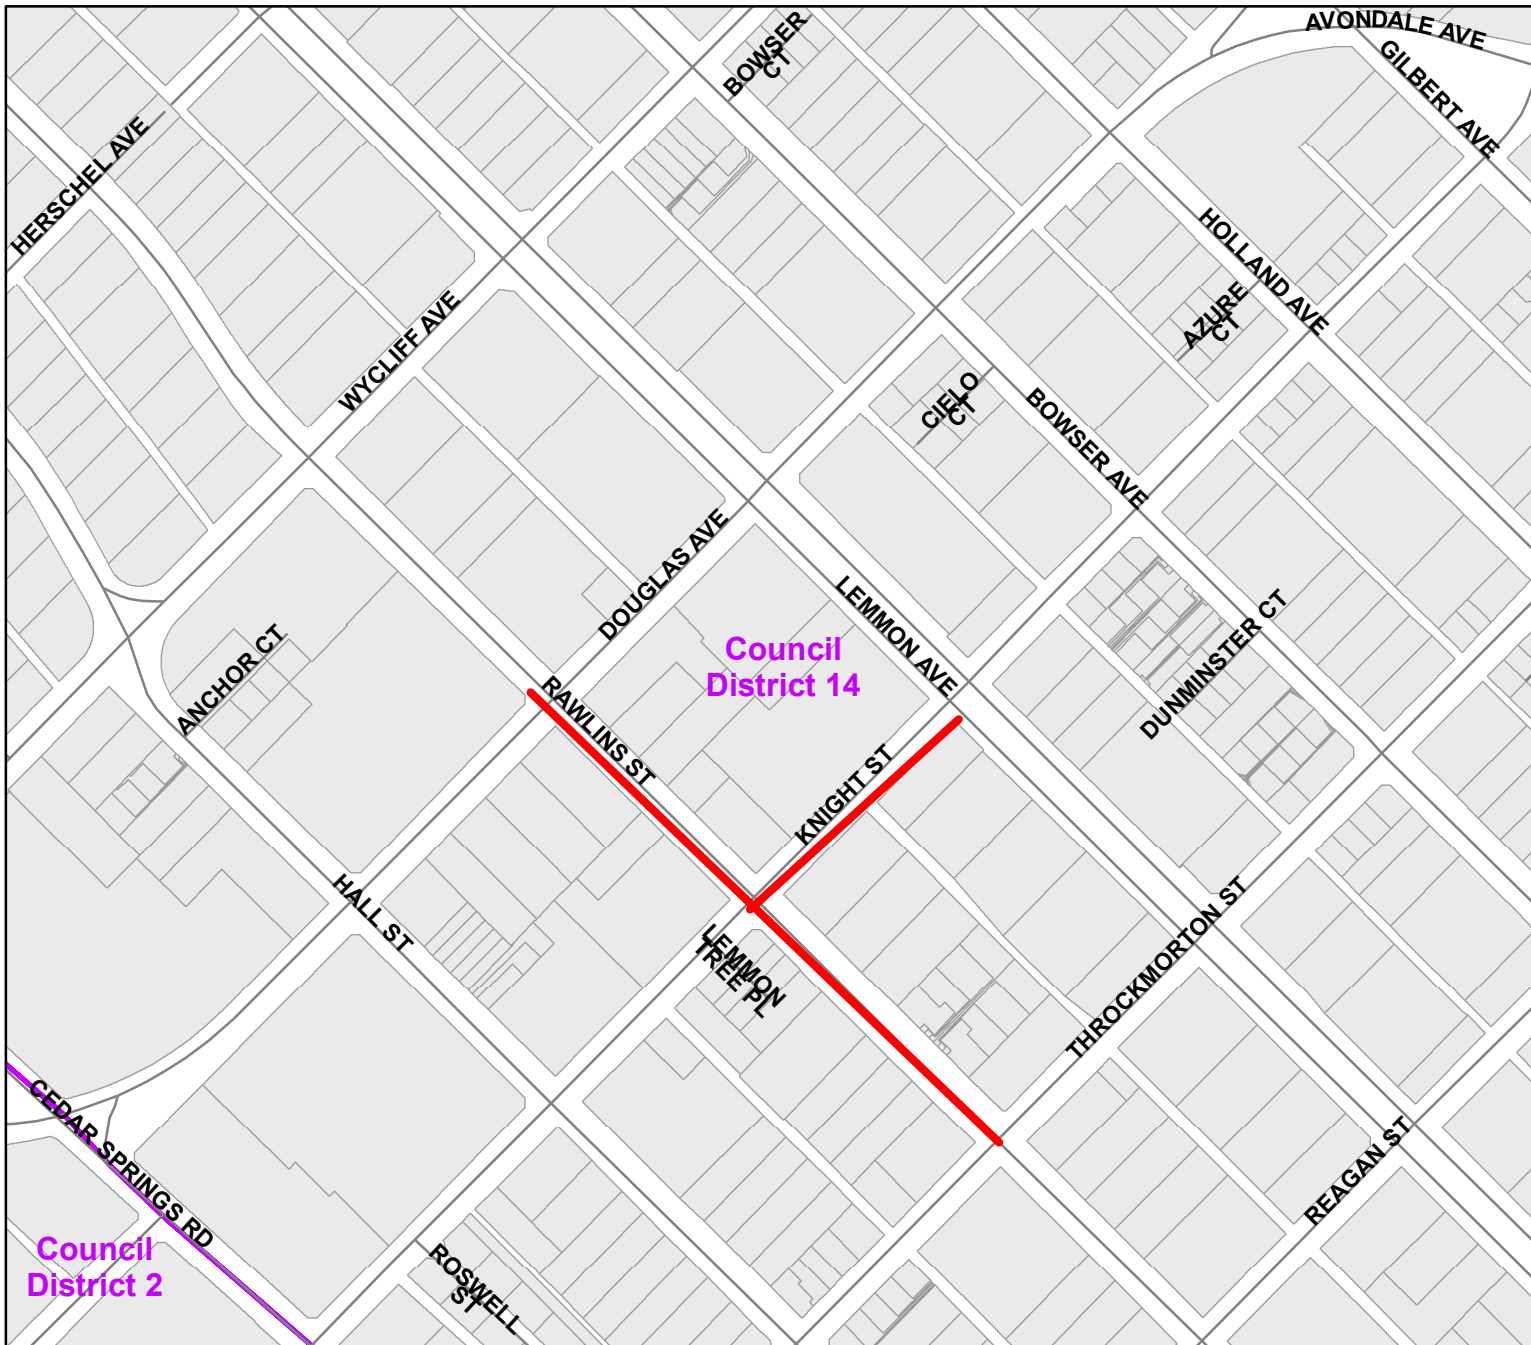 AVONDALE AVE
BOWSER
CT
GILBERT AVE
HERSCHEL AVE
HOLLAND AVE
AZURE
CT
WYCLIFF AVE
CIELO
CT
BOWSER AVE
DOUGLAS AVE
LEMMON AVE
DUNMINSTER CT
Council
District 14
ANCHOR CT
RAWLINS ST
KNIGHT ST
HALL ST
THROCKMORTON ST
LEMMON
TREE PL
CEDAR SPRINGS RD
REAGAN ST
Council
District 2
ROSWELL
ST